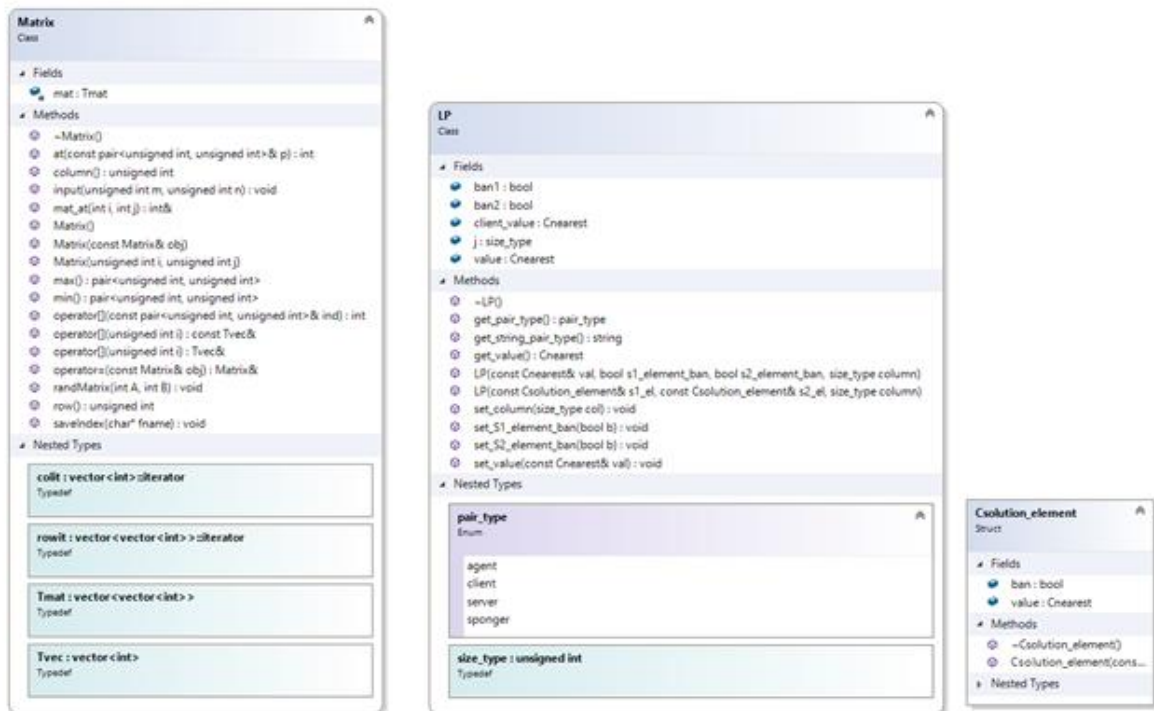 Matrix
Class
Fields
mat : Tmat
Methods
~Matrix()
at(const pair<unsigned int, unsigned int>& p) : int
column() : unsigned int
input(unsigned int m, unsigned int n) : void
mat_at(int i, int j) : int&
Matrix()
Matrix(const Matrix& obj)
Matrix(unsigned int i, unsigned int j)
max() : pair<unsigned int, unsigned int>
min() : pair<unsigned int, unsigned int>
operator[](const pair<unsigned int, unsigned int>& ind) : int
operator[](unsigned int i) : const Tvec&
operator[](unsigned int i) : Tvec&
operator=(const Matrix& obj) : Matrix&
randMatrix(int A, int B) : void
row() : unsigned int
saveIndex(char* fname) : void
Nested Types
colit : vector<int>::iterator
Typedef
rowit : vector<vector<int> >::iterator
Typedef
Tmat : vector<vector<int> >
Typedef
Tvec : vector<int>
Typedef
LP
Class
Fields
ban1 : bool
ban2 : bool
client_value : Cnearest
j : size_type
value : Cnearest
Methods
~LP()
get_pair_type() : pair_type
get_string_pair_type() : string
get_value() : Cnearest
LP(const Cnearest& val, bool s1_element_ban, bool s2_element_ban, size_type column)
LP(const Csolution_element& s1_el, const Csolution_element& s2_el, size_type column)
set_column(size_type col) : void
set_S1_element_ban(bool b) : void
set_S2_element_ban(bool b) : void
set_value(const Cnearest& val) : void
Nested Types
pair_type
Enum
agent
client
server
sponger
size_type : unsigned int
Typedef
Csolution_element
Struct
Fields
ban : bool
value : Cnearest
Methods
~Csolution_element()
Csolution_element(cons...
Nested Types